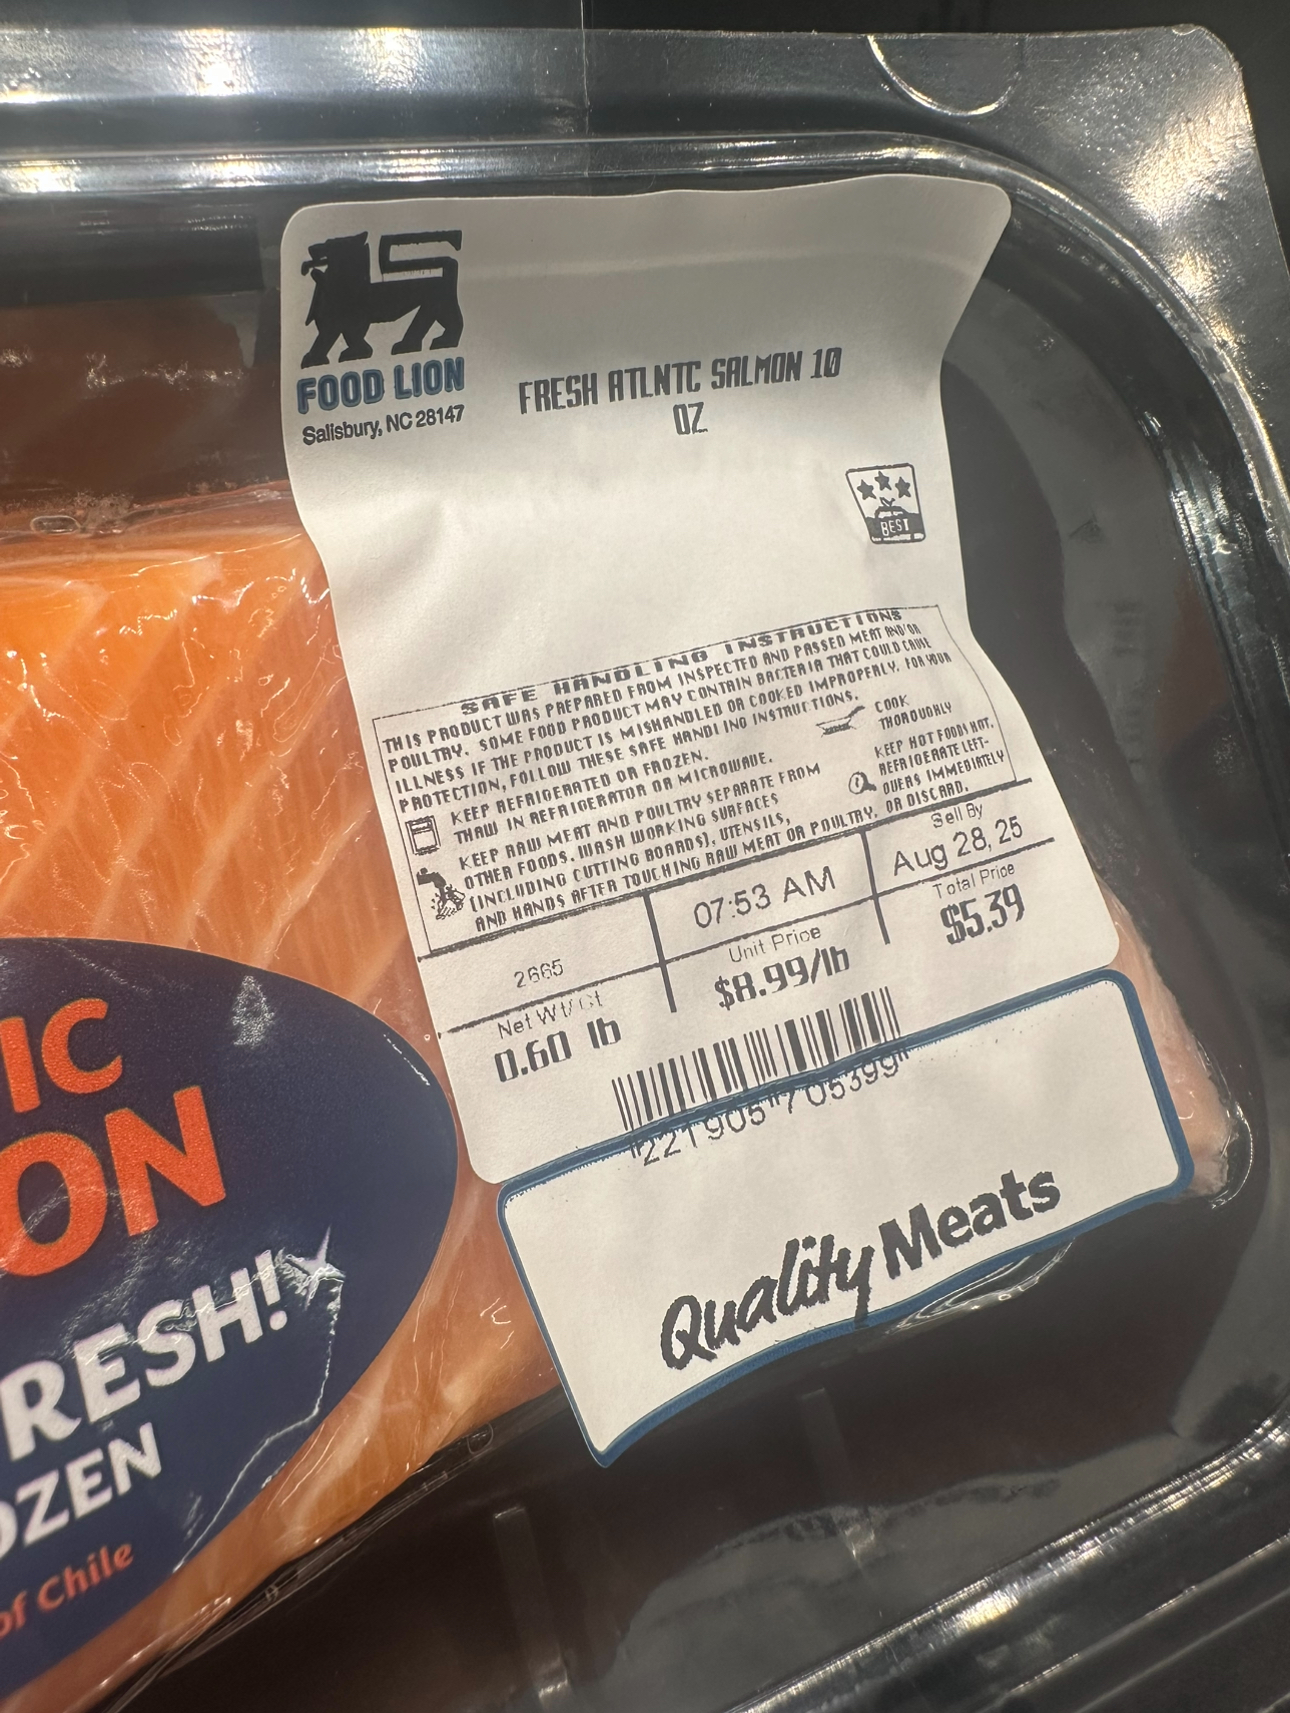 FOOD LION
Salisbury, NC 28147
FRESH ATLNTC SALMON 10
OZ
BEST
SAFE HANDLING INSTRUCTIONS
THIS PRODUCT WAS PREPARED FROM INSPECTED AND PASSED MEAT AND/OR
POULTRY. SOME FOOD PRODUCT MAY CONTAIN BACTERIA THAT COULD CAUSE
ILLNESS IF THE PRODUCT IS MISHANDLED OR COOKED IMPROPERLY. FOR YOUR
PROTECTION, FOLLOW THESE SAFE HANDLING INSTRUCTIONS.
KEEP REFRIGERATED OR FROZEN.
THAW IN REFRIGERATOR OR MICROWAVE.
KEEP RAW MEAT AND POULTRY SEPARATE FROM
OTHER FOODS. WASH WORKING SURFACES
(INCLUDING CUTTING BOARDS), UTENSILS,
AND HANDS AFTER TOUCHING RAW MEAT OR POULTRY.
COOK
THOROUGHLY
KEEP HOT FOODS HOT.
REFRIGERATE LEFT-
OVERS IMMEDIATELY
OR DISCARD.
2665
07:53 AM
Sell By
Aug 28, 25
Net Wt/Ct
0.60 lb
Unit Price
$8.99/lb
Total Price
$5.39
221905 705399
Quality Meats
IC
ON
RESH!
OZEN
of Chile